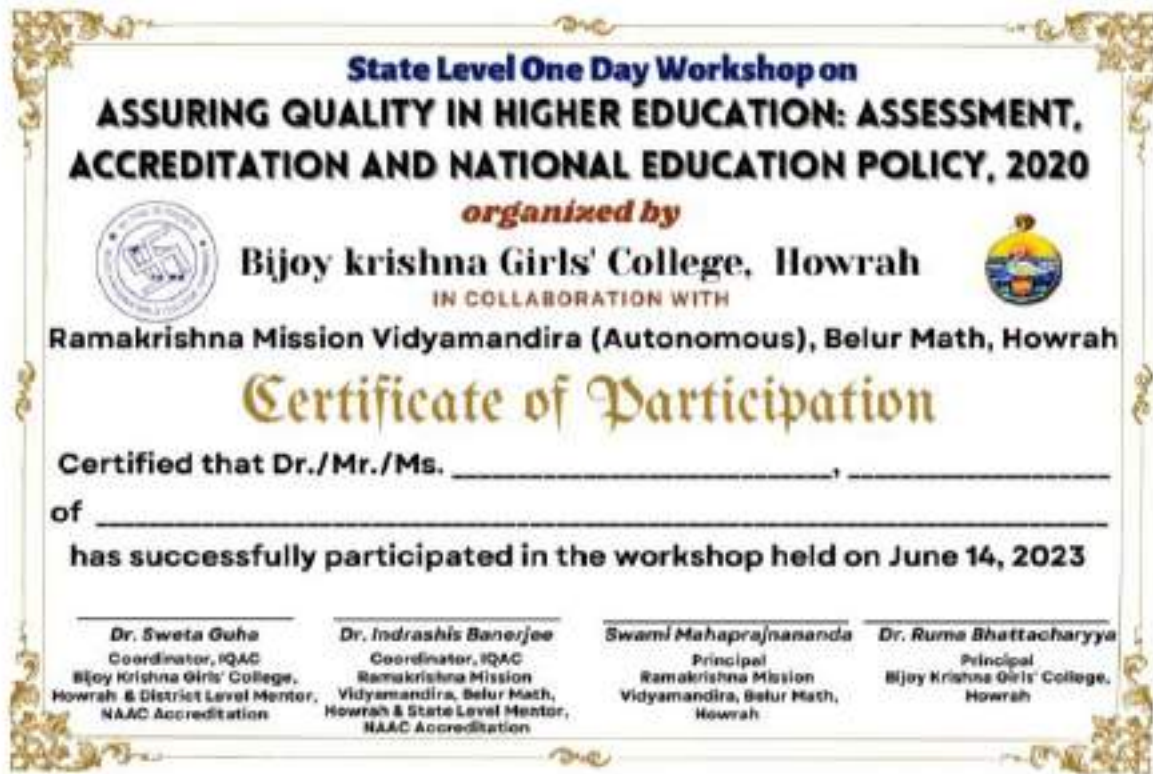 State Level One Day Workshop on
ASSURING QUALITY IN HIGHER EDUCATION: ASSESSMENT,
ACCREDITATION AND NATIONAL EDUCATION POLICY, 2020
organized by
Bijoy krishna Girls' College, Howrah
IN COLLABORATION WITH
Ramakrishna Mission Vidyamandira (Autonomous), Belur Math, Howrah
Certificate of Participation
Certified that Dr./Mr./Ms. ____________________, ______________
of ______________________________________________________
has successfully participated in the workshop held on June 14, 2023
Dr. Sweta Guha
Coordinator, IQAC
Bijoy Krishna Girls' College,
Howrah & District Level Mentor,
NAAC Accreditation
Dr. Indrashis Banerjee
Coordinator, IQAC
Ramakrishna Mission
Vidyamandira, Belur Math,
Howrah & State Level Mentor,
NAAC Accreditation
Swami Mahaprajnananda
Principal
Ramakrishna Mission
Vidyamandira, Belur Math,
Howrah
Dr. Ruma Bhattacharyya
Principal
Bijoy Krishna Girls' College,
Howrah